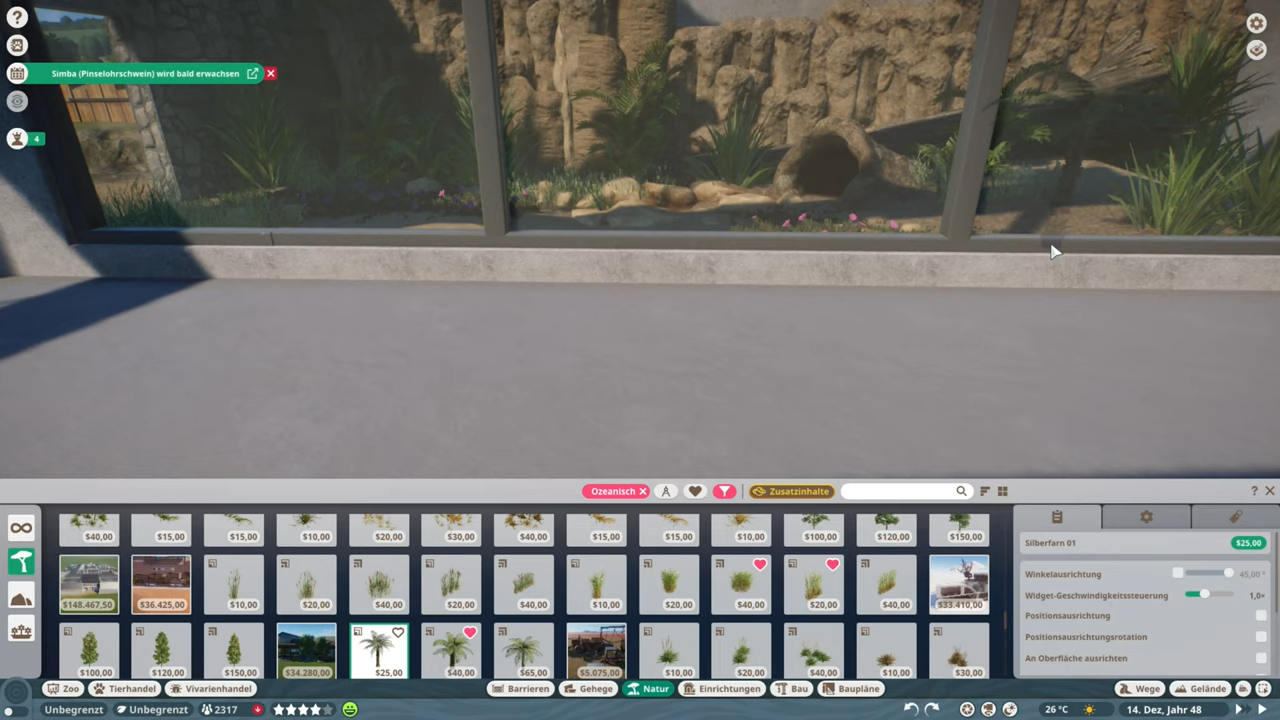 ?
Simba (Pinselohrschwein) wird bald erwachsen
4
Ozeanisch
Zusatzinhalte
?
$40,00 $15,00 $15,00 $10,00 $20,00 $30,00 $40,00 $15,00 $15,00 $10,00 $100,00 $120,00 $150,00
$148.467,50 $36.425,00 $10,00 $20,00 $40,00 $20,00 $40,00 $10,00 $20,00 $40,00 $20,00 $40,00 $33.410,00
$100,00 $120,00 $150,00 $34.280,00 $25,00 $40,00 $65,00 $5.075,00 $10,00 $20,00 $40,00 $10,00 $30,00
Silberfarn 01 $25,00
Winkelausrichtung 45,00°
Widget-Geschwindigkeitssteuerung 1,0×
Positionsausrichtung
Positionsausrichtungsrotation
An Oberfläche ausrichten
Zoo Tierhandel Vivarienhandel Barrieren Gehege Natur Einrichtungen Bau Baupläne Wege Gelände
Unbegrenzt Unbegrenzt 2317 26 °C 14. Dez, Jahr 48